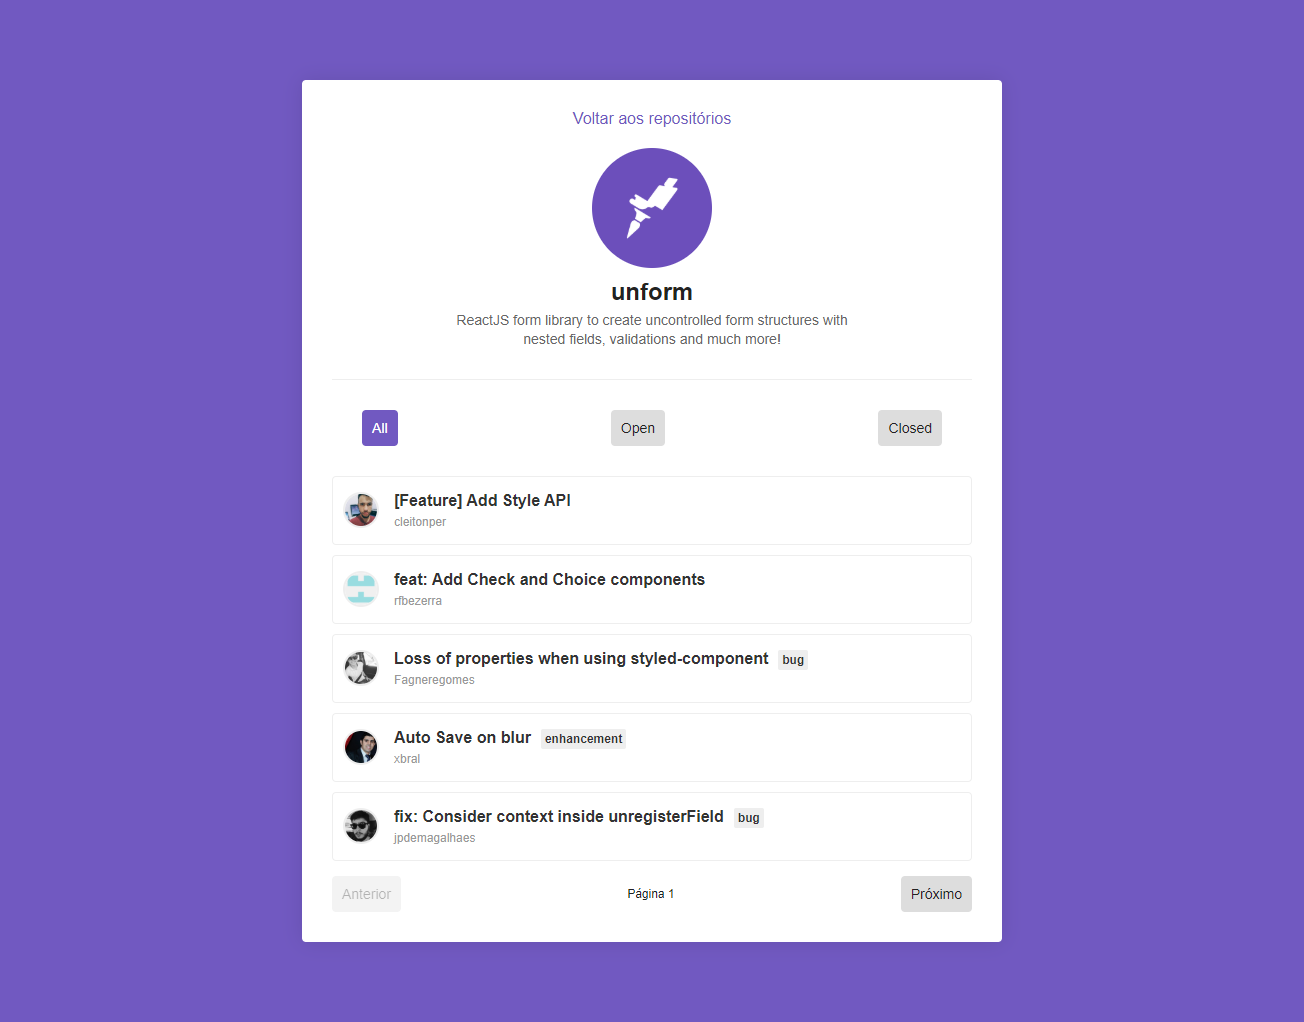 Voltar aos repositórios
unform
ReactJS form library to create uncontrolled form structures with
nested fields, validations and much more!
All
Open
Closed
[Feature] Add Style API
cleitonper
feat: Add Check and Choice components
rfbezerra
Loss of properties when using styled-component bug
Fagneregomes
Auto Save on blur enhancement
xbral
fix: Consider context inside unregisterField bug
jpdemagalhaes
Anterior
Página 1
Próximo